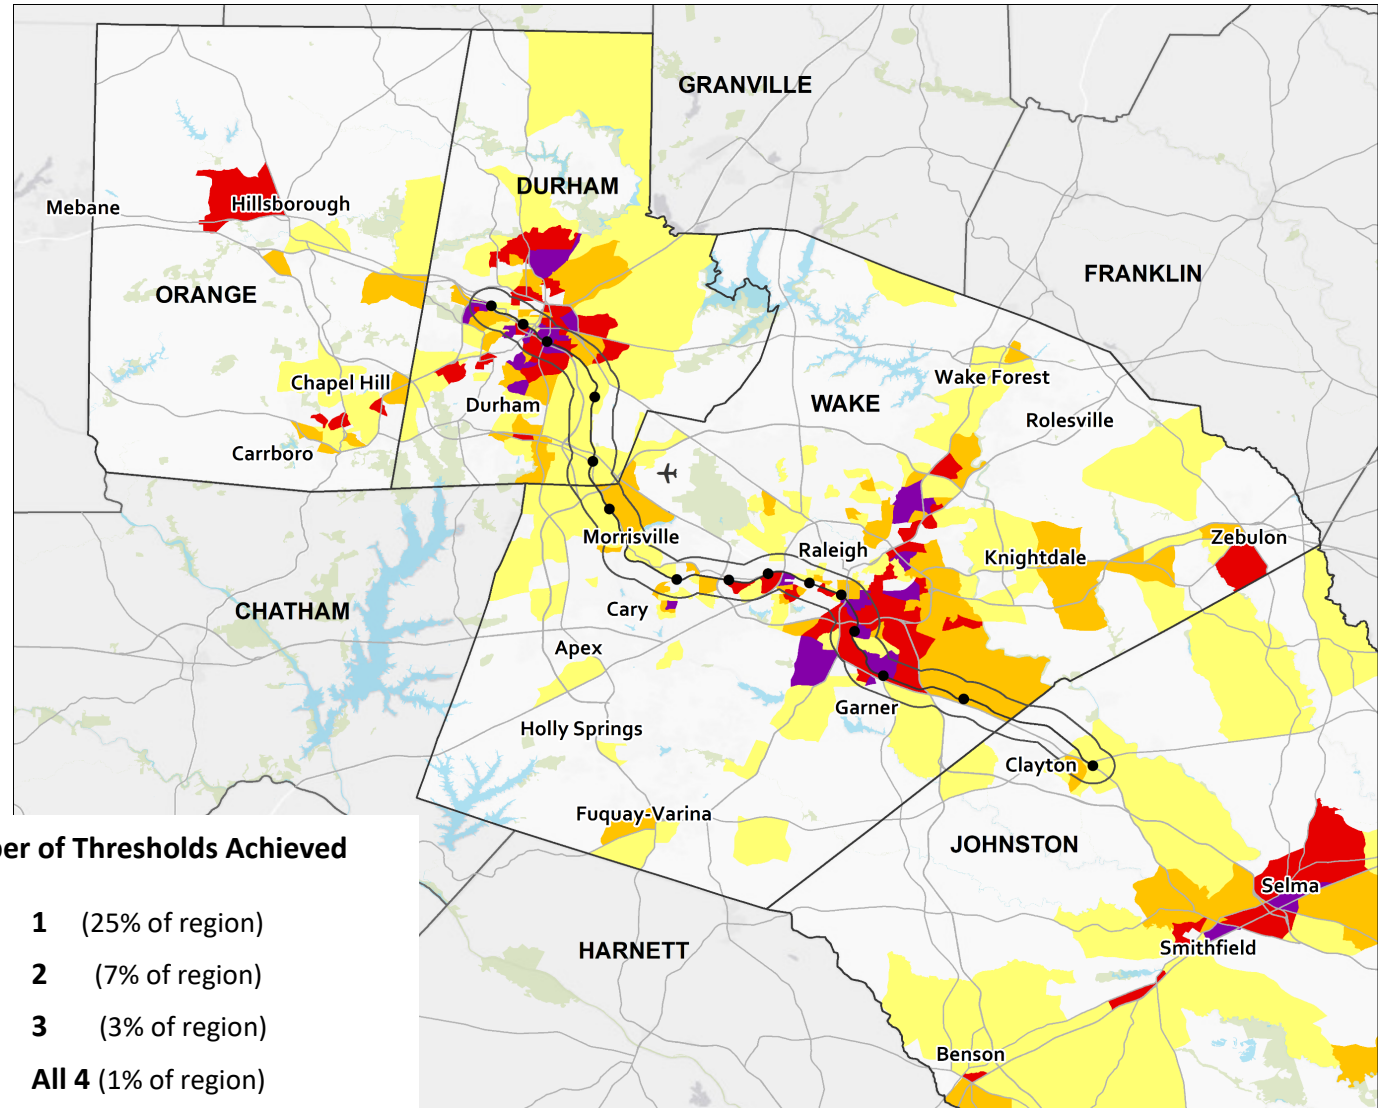 GRANVILLE
DURHAM
Mebane
Hillsborough
FRANKLIN
ORANGE
Chapel Hill
Wake Forest
Durham
WAKE
Rolesville
Carrboro
Morrisville
Raleigh
Knightdale
Zebulon
CHATHAM
Cary
Apex
Garner
Holly Springs
Clayton
Fuquay-Varina
JOHNSTON
Selma
HARNETT
Smithfield
Benson
ber of Thresholds Achieved
1 (25% of region)
2 (7% of region)
3 (3% of region)
All 4 (1% of region)